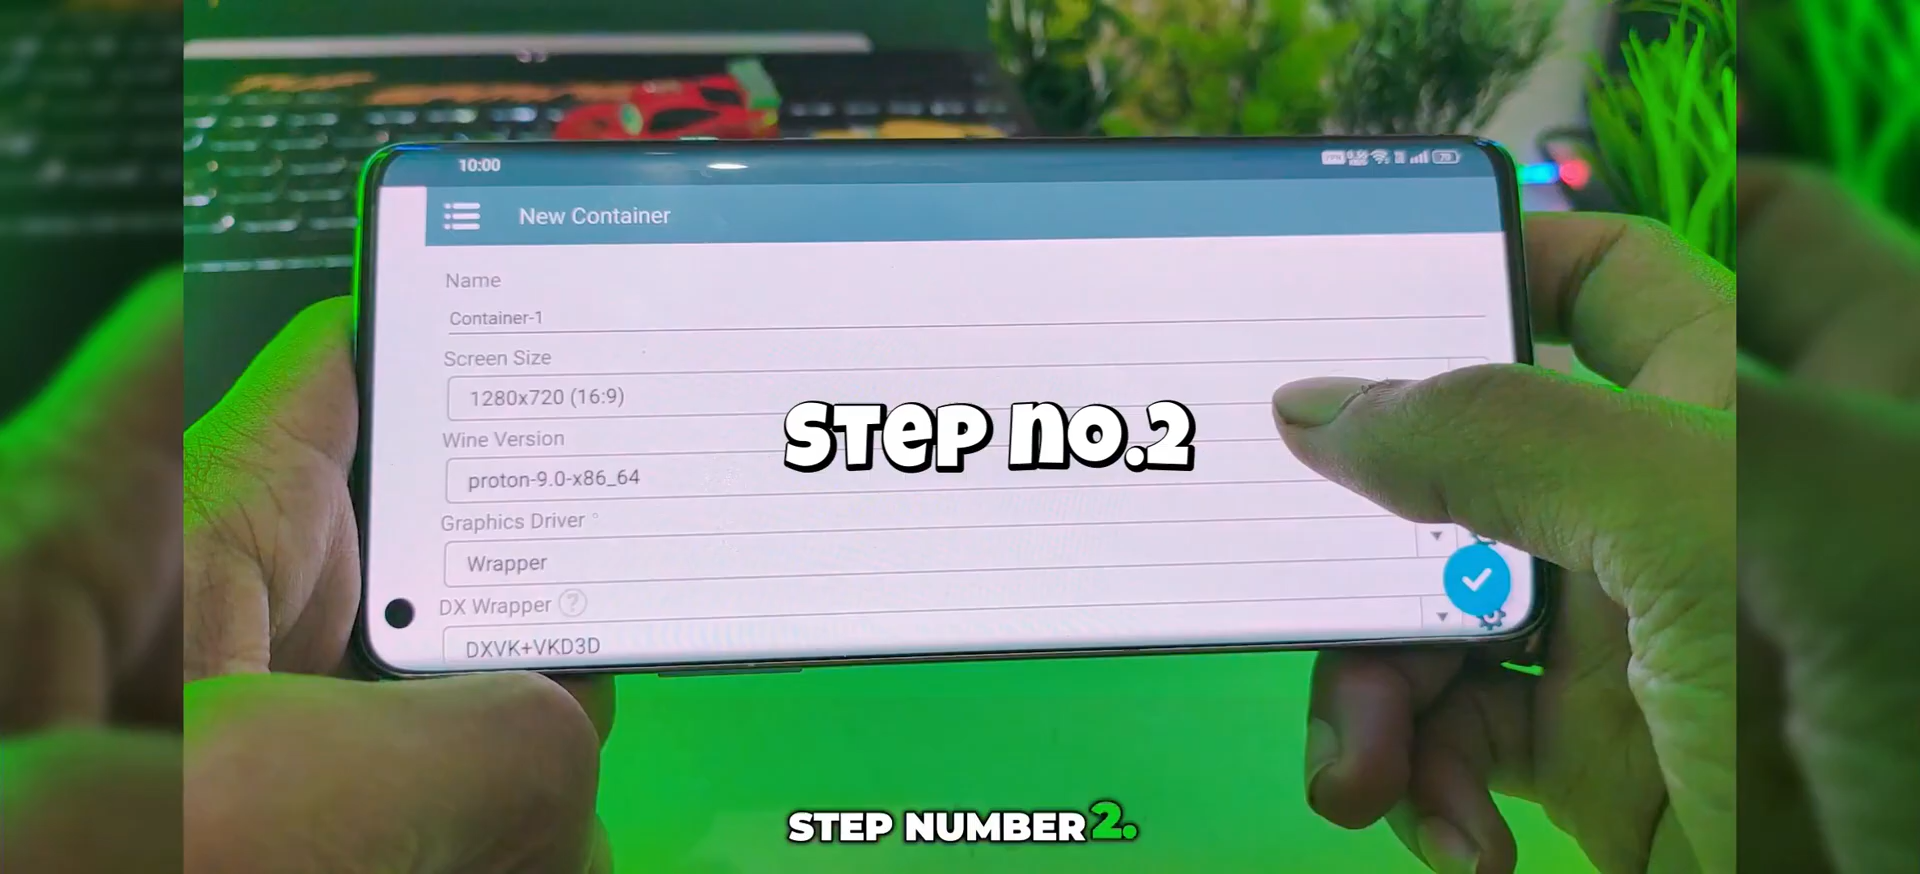 10:00
70
New Container
Name
Container-1
Screen Size
1280x720 (16:9)
Wine Version
proton-9.0-x86_64
Graphics Driver
Wrapper
DX Wrapper ?
DXVK+VKD3D
Step no.2
STEP NUMBER 2.